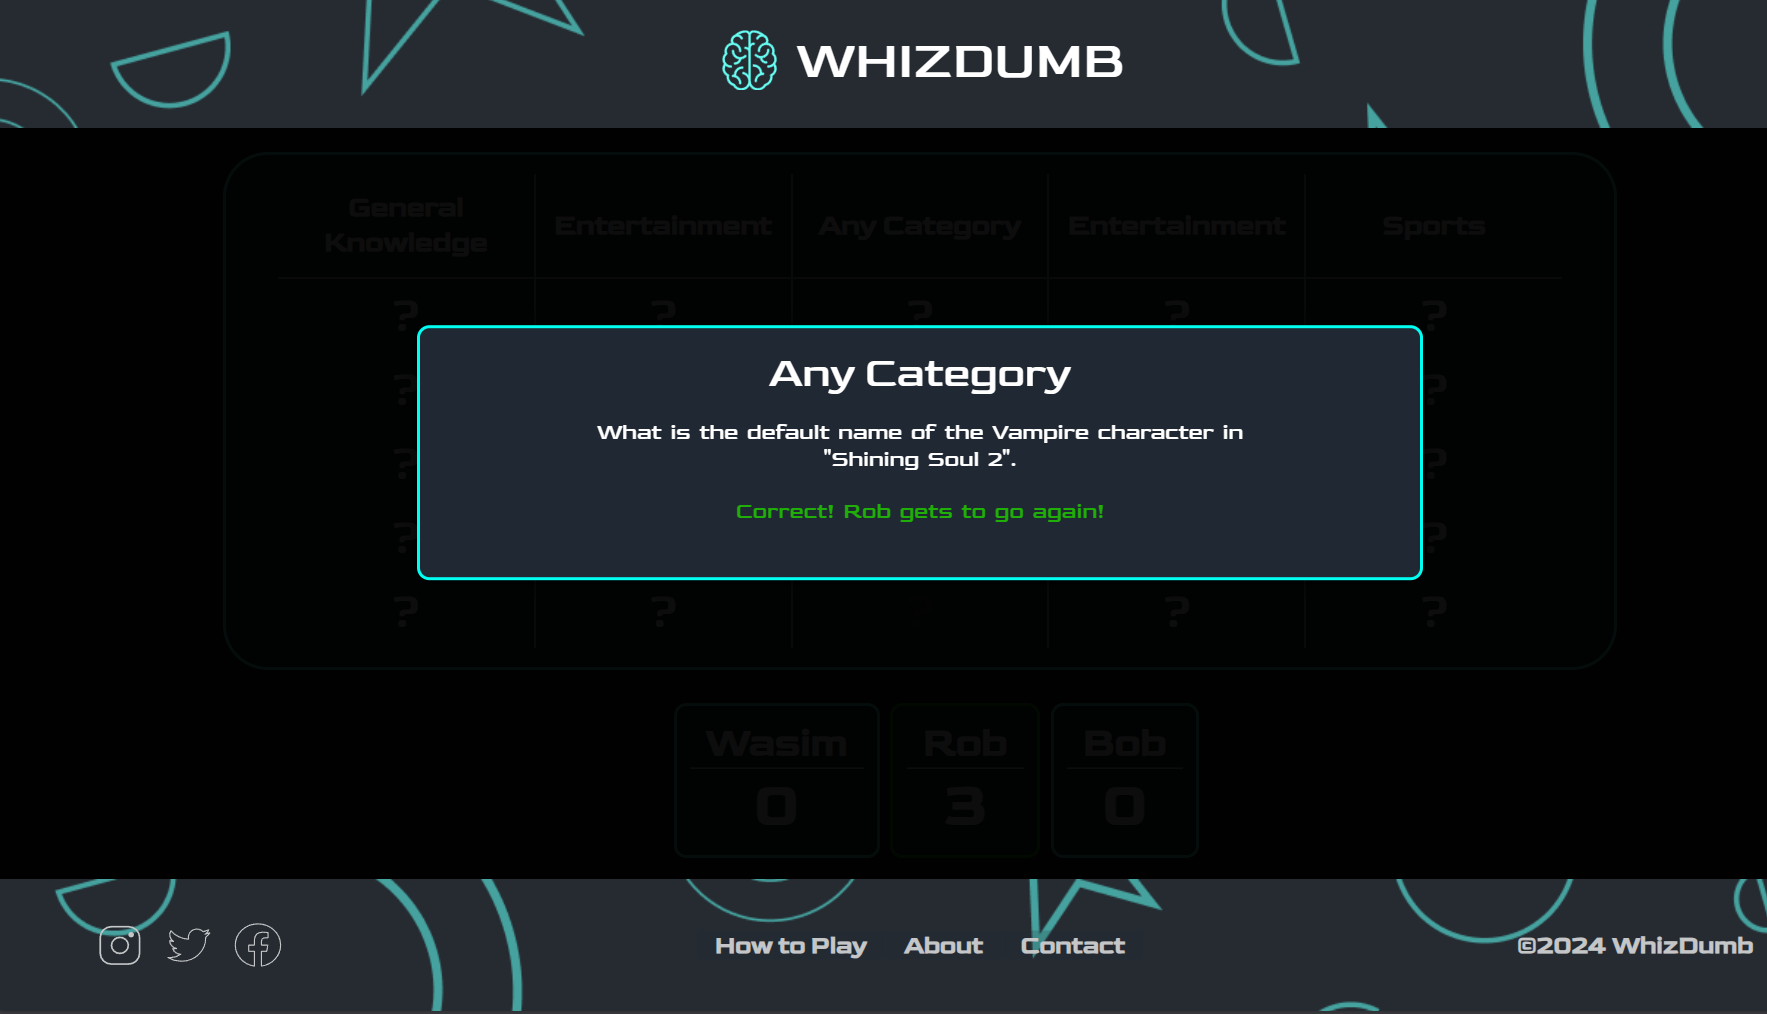 WHIZDUMB
General
Knowledge
Entertainment
Any Category
Entertainment
Sports
? ? ? ? ?
? ?
? ?
? ?
? ? ? ?
Any Category
What is the default name of the Vampire character in
"Shining Soul 2".
Correct! Rob gets to go again!
Wasim
0
Rob
3
Bob
0
How to Play About Contact
©2024 WhizDumb